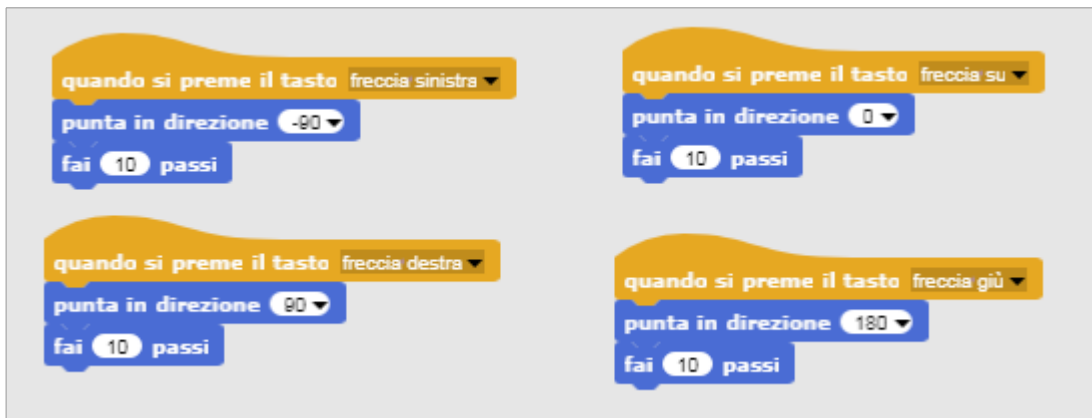 quando si preme il tasto freccia sinistra
punta in direzione -90
fai 10 passi
quando si preme il tasto freccia su
punta in direzione 0
fai 10 passi
quando si preme il tasto freccia destra
punta in direzione 90
fai 10 passi
quando si preme il tasto freccia giù
punta in direzione 180
fai 10 passi